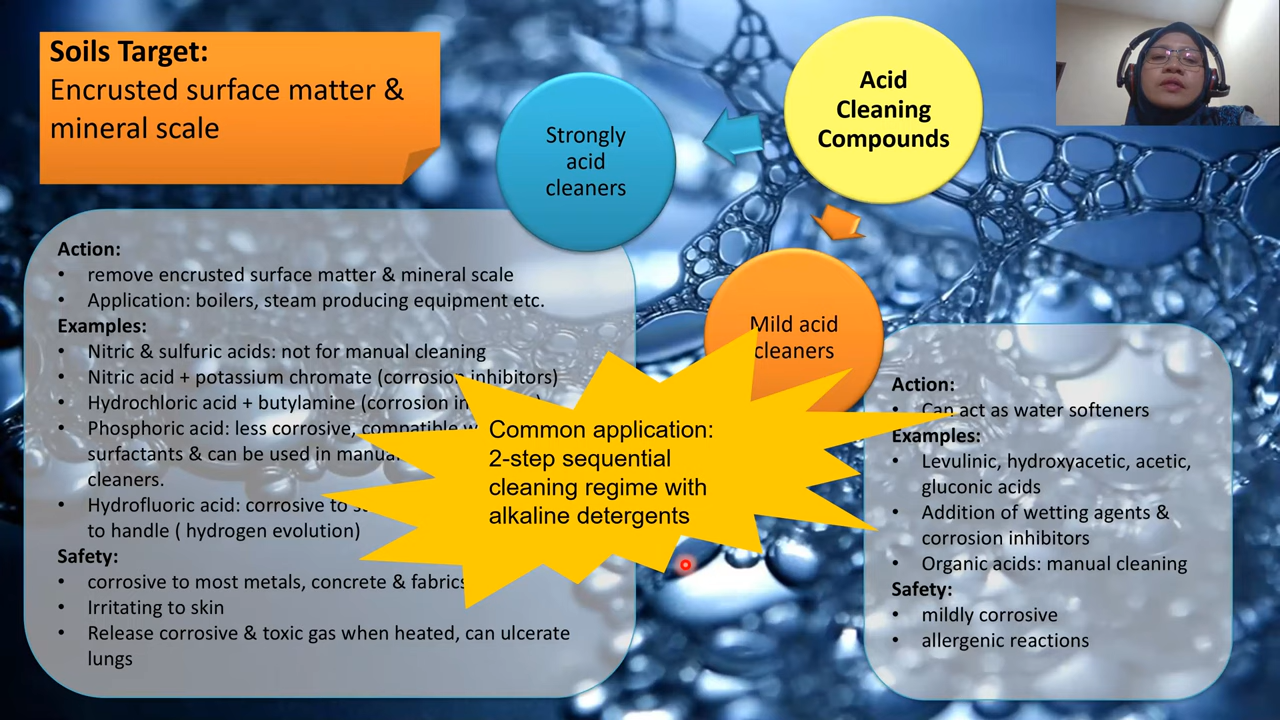 Soils Target:
Encrusted surface matter &
mineral scale
Strongly
acid
cleaners
Acid
Cleaning
Compounds
Mild acid
cleaners
Action:
• remove encrusted surface matter & mineral scale
• Application: boilers, steam producing equipment etc.
Examples:
• Nitric & sulfuric acids: not for manual cleaning
• Nitric acid + potassium chromate (corrosion inhibitors)
• Hydrochloric acid + butylamine (corrosion
• Phosphoric acid: less corrosive, compatible
surfactants & can be used in manual
cleaners.
• Hydrofluoric acid: corrosive to
to handle ( hydrogen evolution)
Safety:
• corrosive to most metals, concrete & fabrics
• Irritating to skin
• Release corrosive & toxic gas when heated, can ulcerate
lungs
Common application:
2-step sequential
cleaning regime with
alkaline detergents
Action:
• Can act as water softeners
Examples:
• Levulinic, hydroxyacetic, acetic,
gluconic acids
• Addition of wetting agents &
corrosion inhibitors
• Organic acids: manual cleaning
Safety:
• mildly corrosive
• allergenic reactions